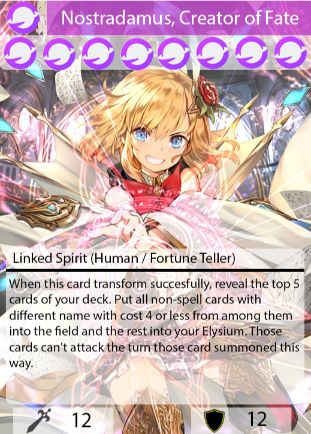 Nostradamus, Creator of Fate
Linked Spirit (Human / Fortune Teller)
When this card transform succesfully, reveal the top 5
cards of your deck. Put all non-spell cards with
different name with cost 4 or less from among them
into the field and the rest into your Elysium. Those
cards can't attack the turn those card summoned this
way.
12
12